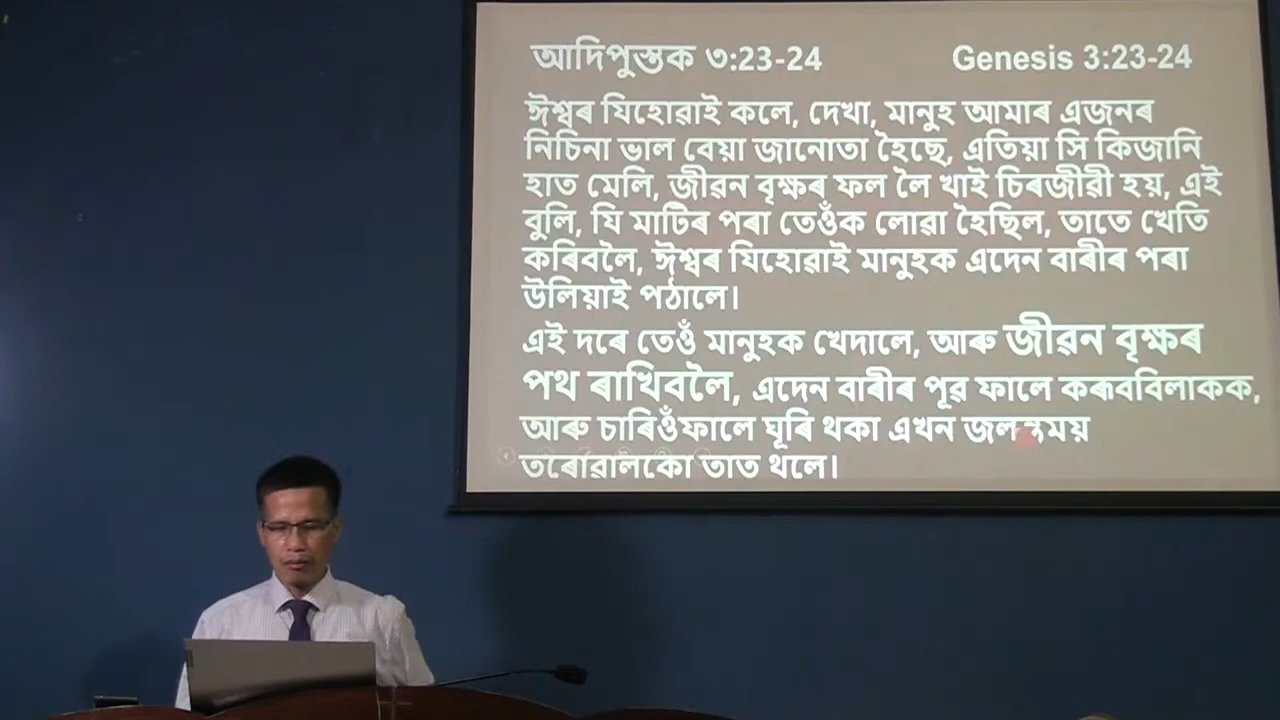 আদিপুস্তক ৩:23-24 Genesis 3:23-24
ঈশ্বৰ যিহোৱাই কলে, দেখা, মানুহ আমাৰ এজনৰ
নিচিনা ভাল বেয়া জানোতা হৈছে, এতিয়া সি কিজানি
হাত মেলি, জীৱন বৃক্ষৰ ফল লৈ খাই চিৰজীৱী হয়, এই
বুলি, যি মাটিৰ পৰা তেওঁক লোৱা হৈছিল, তাতে খেতি
কৰিবলৈ, ঈশ্বৰ যিহোৱাই মানুহক এদেন বাৰীৰ পৰা
উলিয়াই পঠালে।
এই দৰে তেওঁ মানুহক খেদালে, আৰু জীৱন বৃক্ষৰ
পথ ৰাখিবলৈ, এদেন বাৰীৰ পূৱ ফালে কৰূববিলাকক,
আৰু চাৰিওঁফালে ঘূৰি থকা এখন জলন্তময়
তৰোৱালকো তাত থলে।